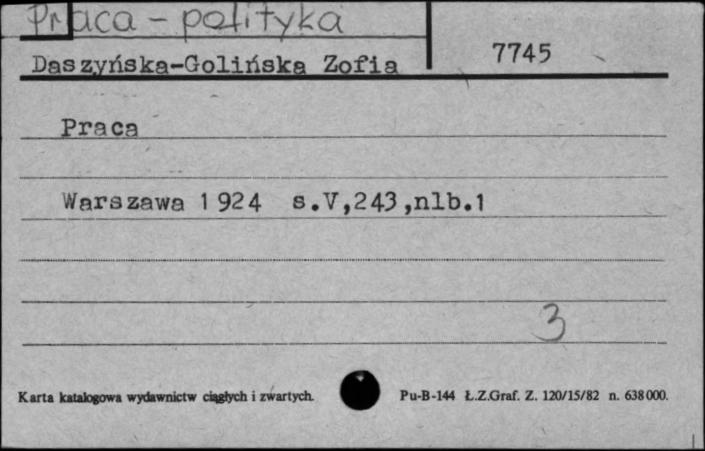 Praca - polityka
Daszyńska-Golińska Zofia
7745
Praca
Warszawa 1924 s.V,243,nlb.1
3
Karta katalogowa wydawnictw ciągłych i zwartych.
Pu-B-144 Ł.Z.Graf. Z. 120/15/82 n. 638000.